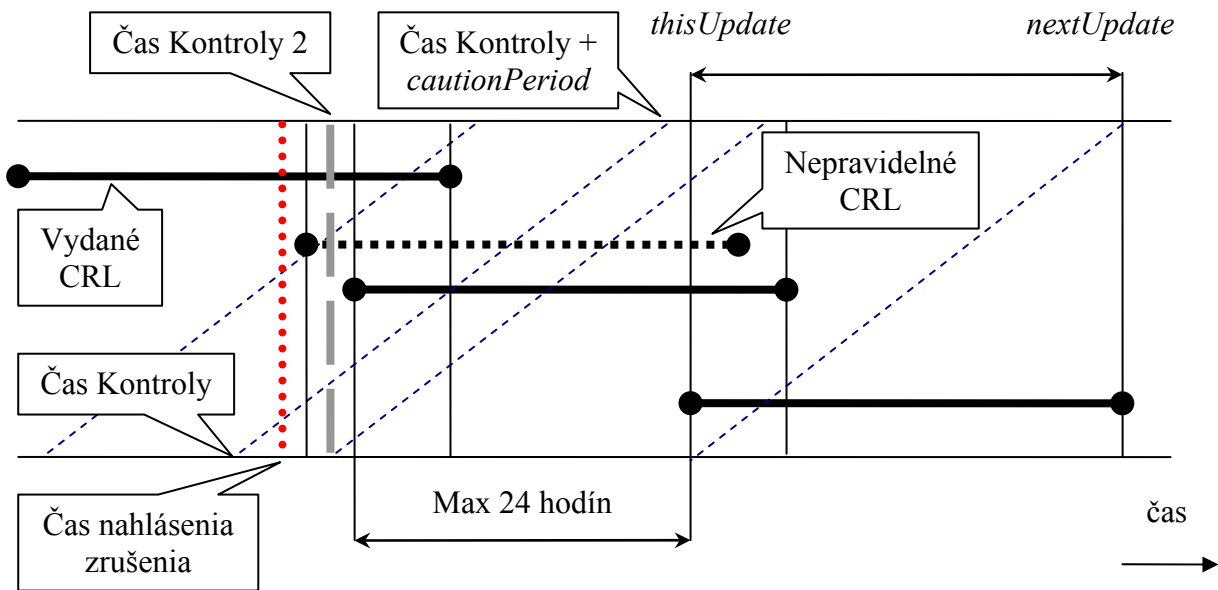 thisUpdate
nextUpdate
Čas Kontroly 2
Čas Kontroly +
cautionPeriod
Nepravidelné
CRL
Vydané
CRL
Čas Kontroly
Čas nahlásenia
zrušenia
Max 24 hodín
čas